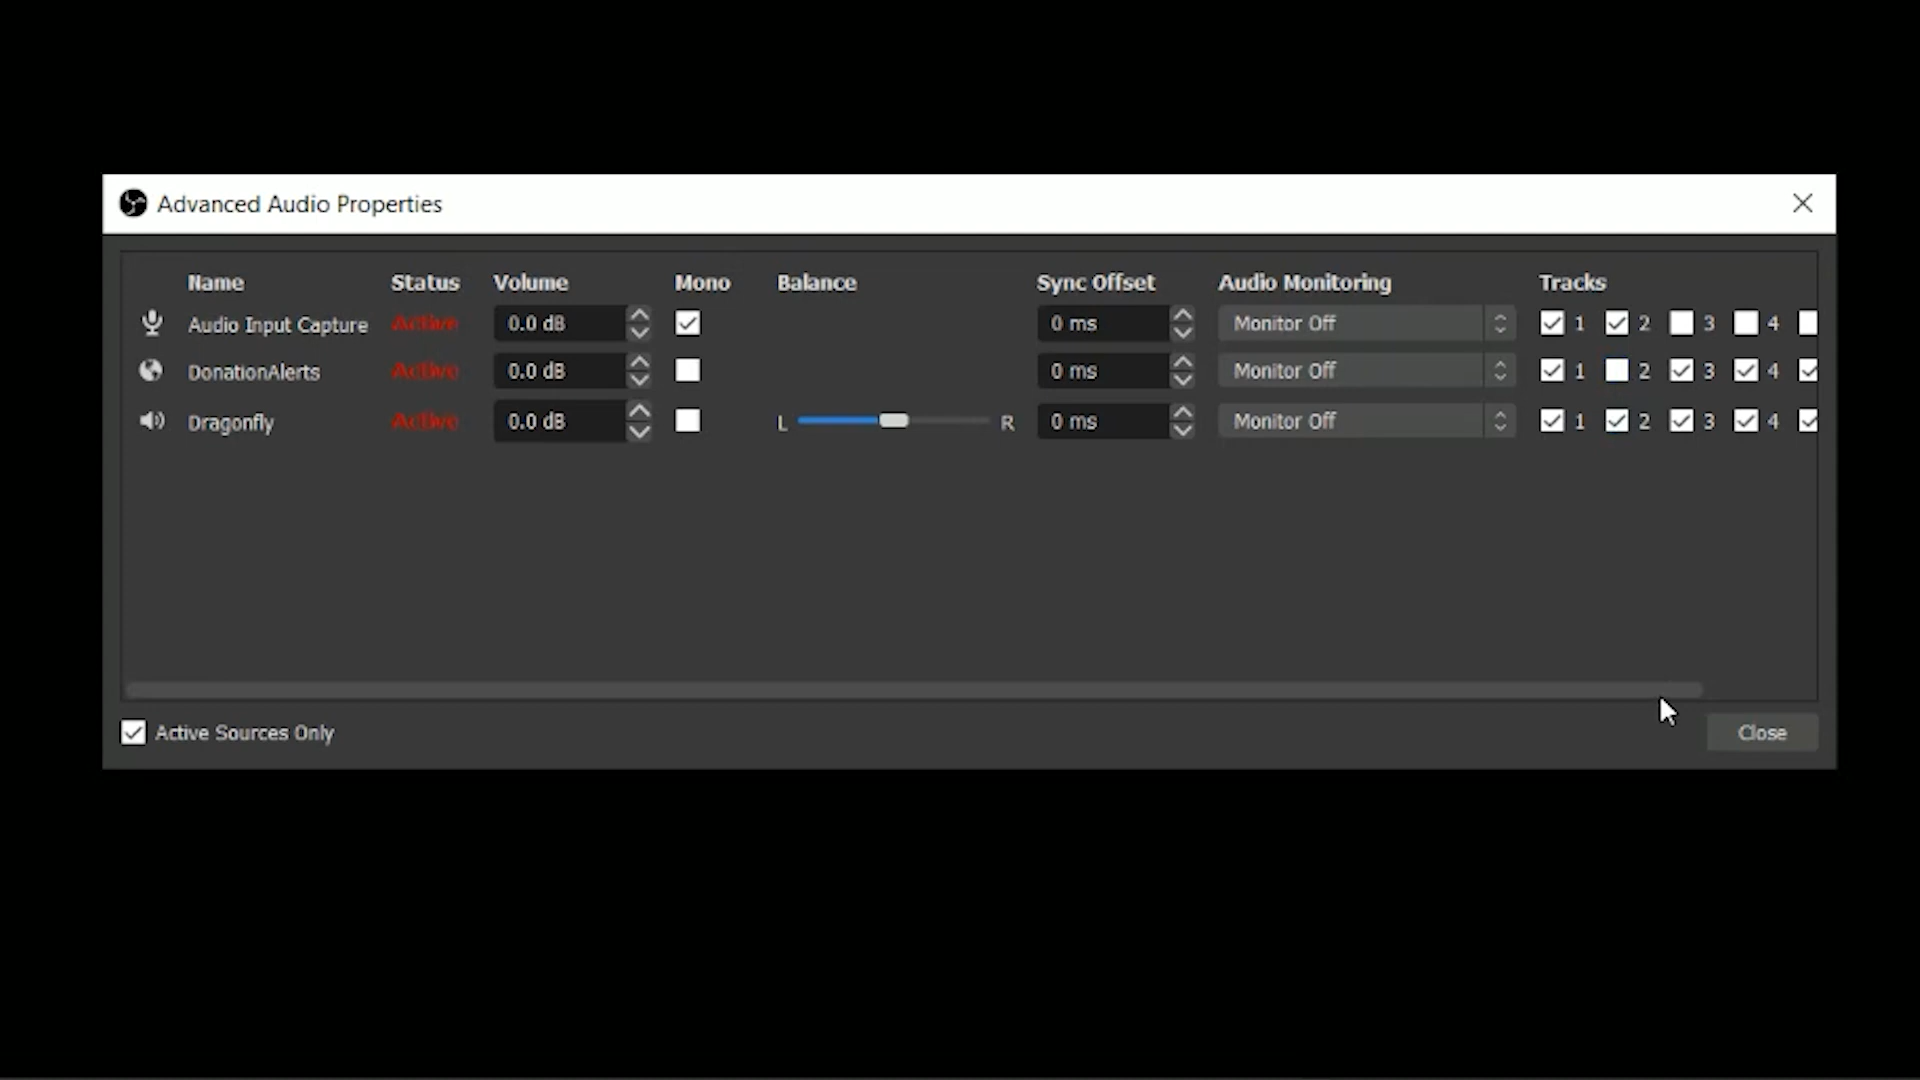 Advanced Audio Properties
Name Status Volume Mono Balance Sync Offset Audio Monitoring Tracks
Audio Input Capture Active 0.0 dB 0 ms Monitor Off 1 2 3 4
DonationAlerts Active 0.0 dB 0 ms Monitor Off 1 2 3 4
Dragonfly Active 0.0 dB L R 0 ms Monitor Off 1 2 3 4
Active Sources Only Close